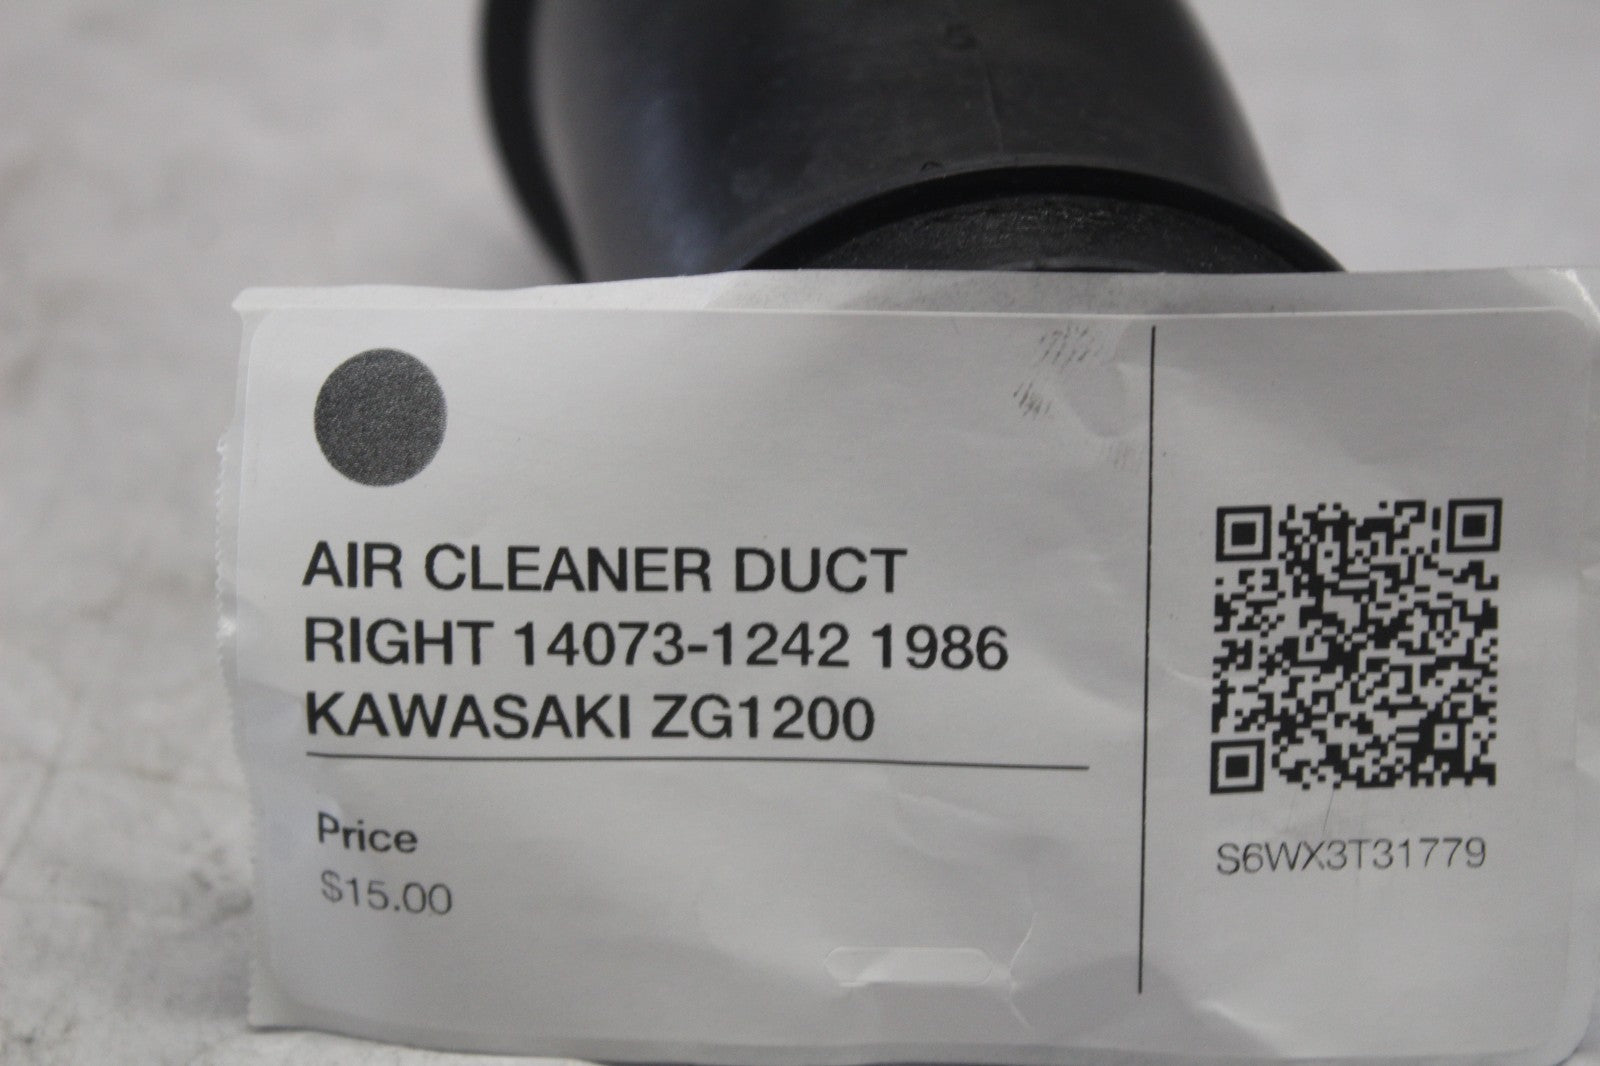 AIR CLEANER DUCT
RIGHT 14073-1242 1986
KAWASAKI ZG1200
Price
$15.00
S6WX3T31779